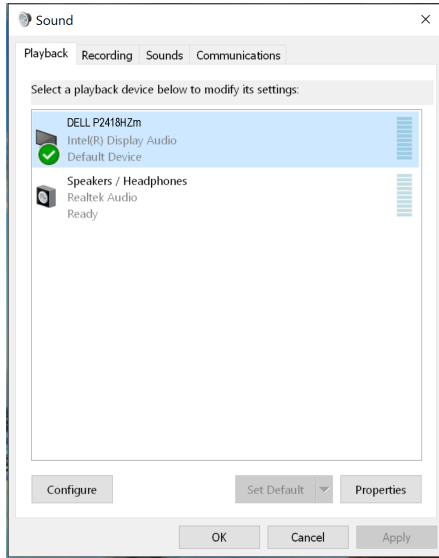 Sound
Playback Recording Sounds Communications
Select a playback device below to modify its settings:
DELL P2418HZm
Intel(R) Display Audio
Default Device
Speakers / Headphones
Realtek Audio
Ready
Configure Set Default Properties
OK Cancel Apply